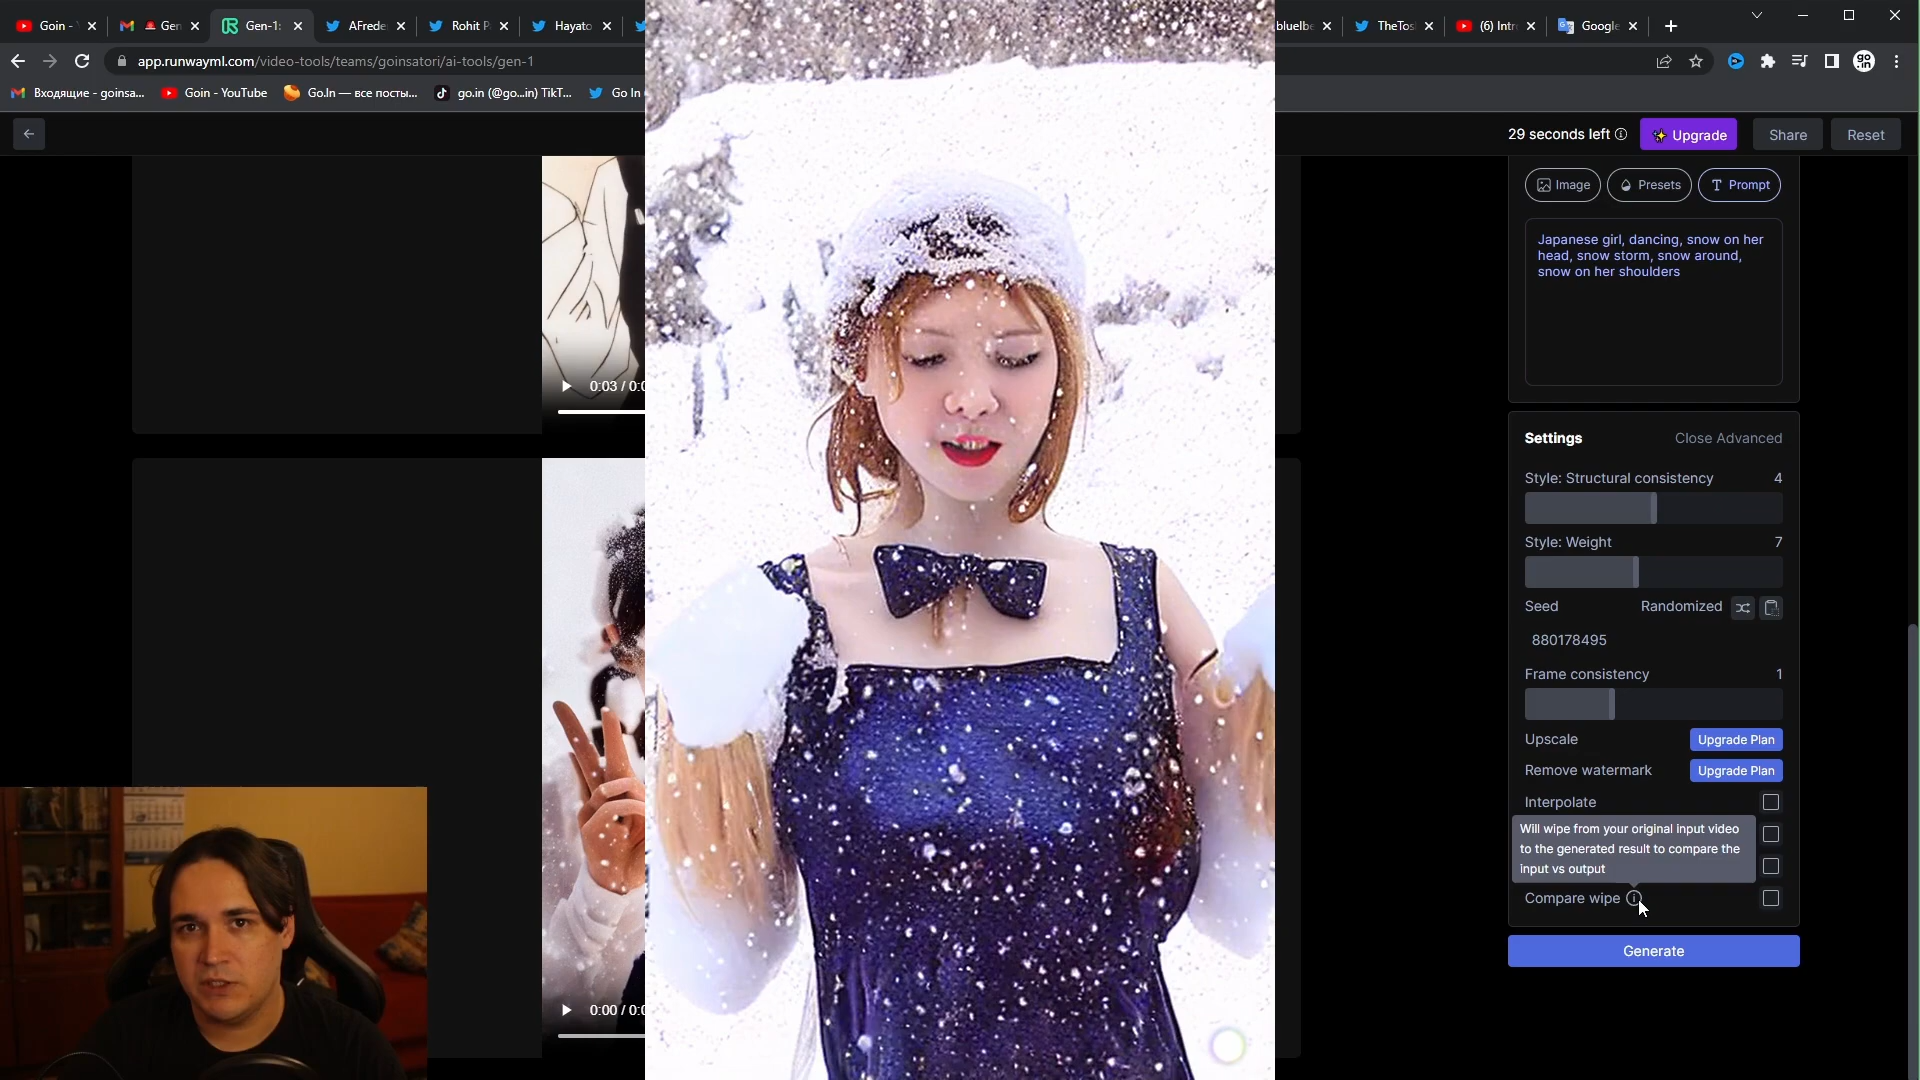 Goin -
Gen
Gen-1:
AFrede
Rohit P
Hayato
bluelbe
TheTos
(6) Intr
Google
app.runwayml.com/video-tools/teams/goinsatori/ai-tools/gen-1
go
.in
Входящие - goinsa...
Goin - YouTube
Go.In — все посты...
go.in (@go...in) TikT...
Go In
29 seconds left
Upgrade
Share
Reset
Image
Presets
Prompt
Japanese girl, dancing, snow on her
head, snow storm, snow around,
snow on her shoulders
0:03 / 0:0
Settings
Close Advanced
Style: Structural consistency
4
Style: Weight
7
Seed
Randomized
880178495
Frame consistency
1
Upscale
Upgrade Plan
Remove watermark
Upgrade Plan
Interpolate
Will wipe from your original input video
to the generated result to compare the
input vs output
Compare wipe
Generate
0:00 / 0:0